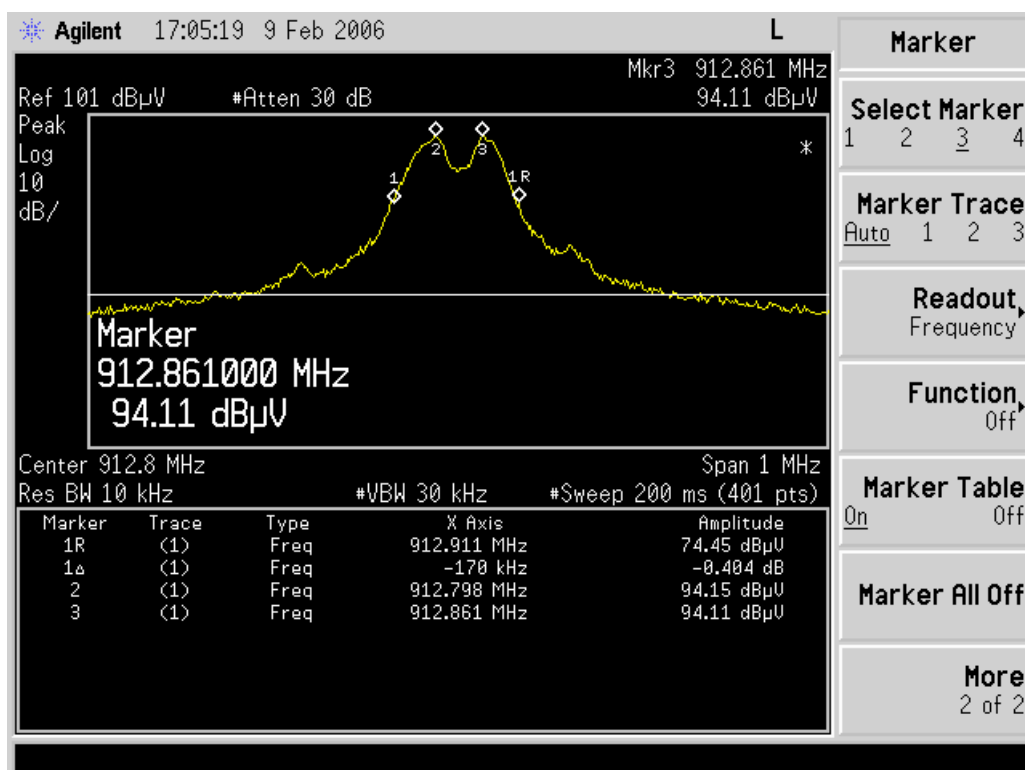 Agilent 17:05:19 9 Feb 2006 L
Mkr3 912.861 MHz
Ref 101 dBµV #Atten 30 dB 94.11 dBµV
Peak
Log
10
dB/
1
2
3
1R
*
Marker
912.861000 MHz
94.11 dBµV
Center 912.8 MHz Span 1 MHz
Res BW 10 kHz #VBW 30 kHz #Sweep 200 ms (401 pts)
Marker Trace Type X Axis Amplitude
1R (1) Freq 912.911 MHz 74.45 dBµV
1Δ (1) Freq -170 kHz -0.404 dB
2 (1) Freq 912.798 MHz 94.15 dBµV
3 (1) Freq 912.861 MHz 94.11 dBµV
Marker
Select Marker
1 2 3 4
Marker Trace
Auto 1 2 3
Readout
Frequency
Function
Off
Marker Table
On Off
Marker All Off
More
2 of 2